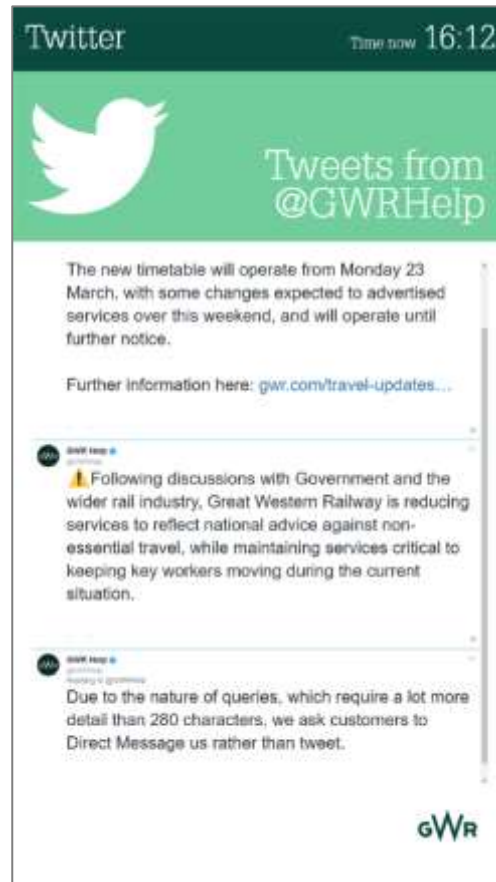 Twitter
Time now 16:12
Tweets from
@GWRHelp
The new timetable will operate from Monday 23
March, with some changes expected to advertised
services over this weekend, and will operate until
further notice.
Further information here: gwr.com/travel-updates…
GWR Help
⚠Following discussions with Government and the
wider rail industry, Great Western Railway is reducing
services to reflect national advice against non-
essential travel, while maintaining services critical to
keeping key workers moving during the current
situation.
GWR Help
Due to the nature of queries, which require a lot more
detail than 280 characters, we ask customers to
Direct Message us rather than tweet.
GWR